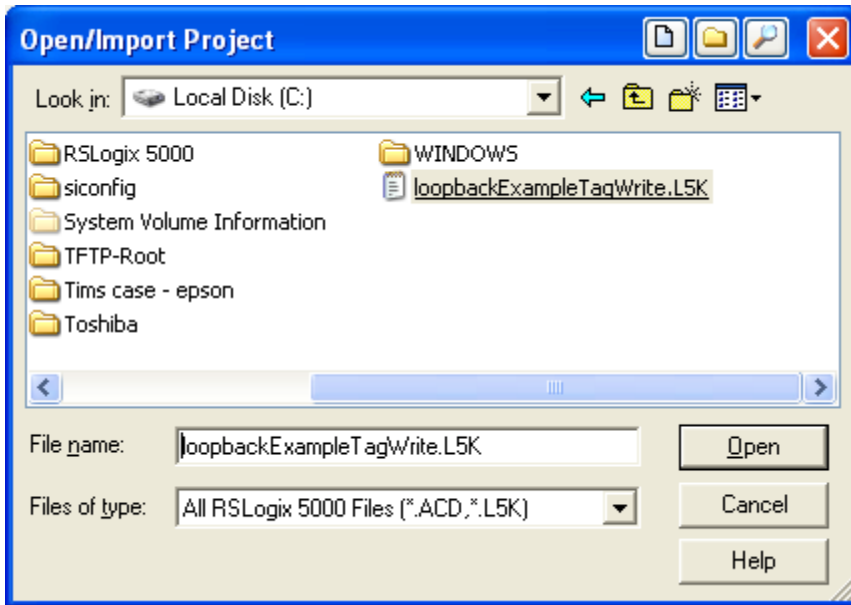 Open/Import Project
Look in: Local Disk (C:)
RSLogix 5000
siconfig
System Volume Information
TFTP-Root
Tims case - epson
Toshiba
WINDOWS
loopbackExampleTagWrite.L5K
File name: loopbackExampleTagWrite.L5K
Open
Files of type: All RSLogix 5000 Files (*.ACD,*.L5K)
Cancel
Help